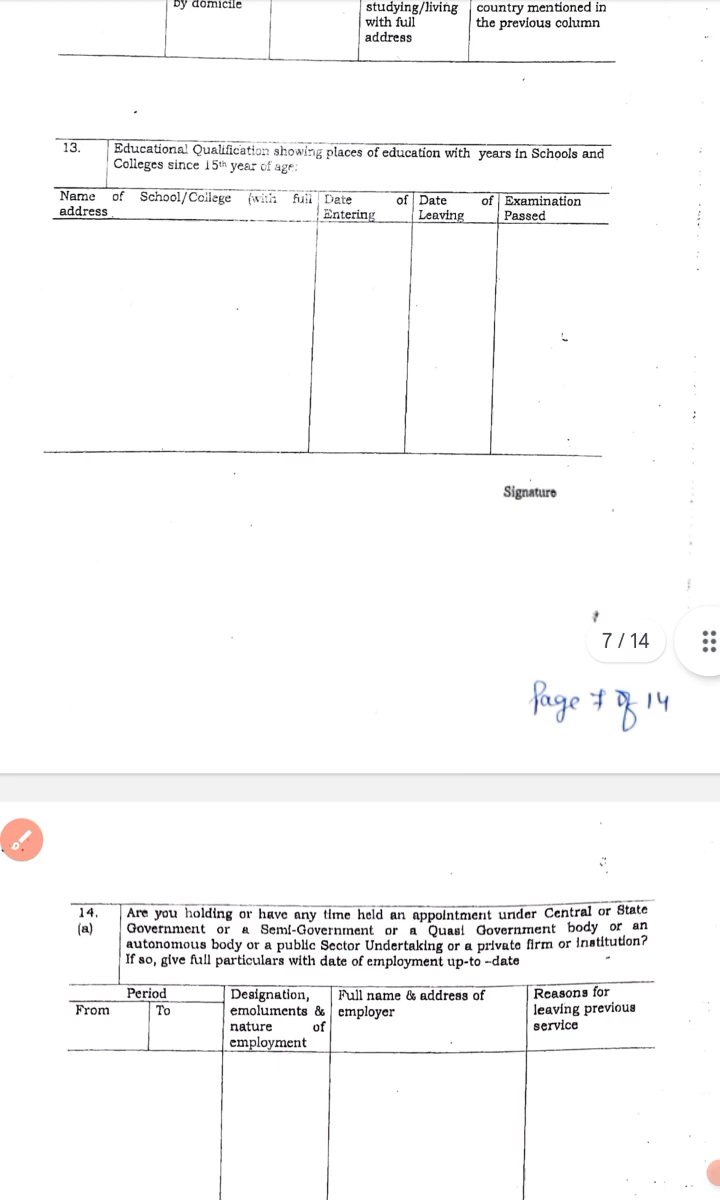 by domicile
studying/living
with full
address
country mentioned in
the previous column
13.
Educational Qualification showing places of education with years in Schools and
Colleges since 15th year of age:
Name of School/College (with full
address
Date of
Entering
Date of
Leaving
Examination
Passed
Signature
7 / 14
Page 7 of 14
14.
(a)
Are you holding or have any time held an appointment under Central or State
Government or a Semi-Government or a Quasi Government body or an
autonomous body or a public Sector Undertaking or a private firm or institution?
If so, give full particulars with date of employment up-to –date
Period
From
To
Designation,
emoluments &
nature of
employment
Full name & address of
employer
Reasons for
leaving previous
service